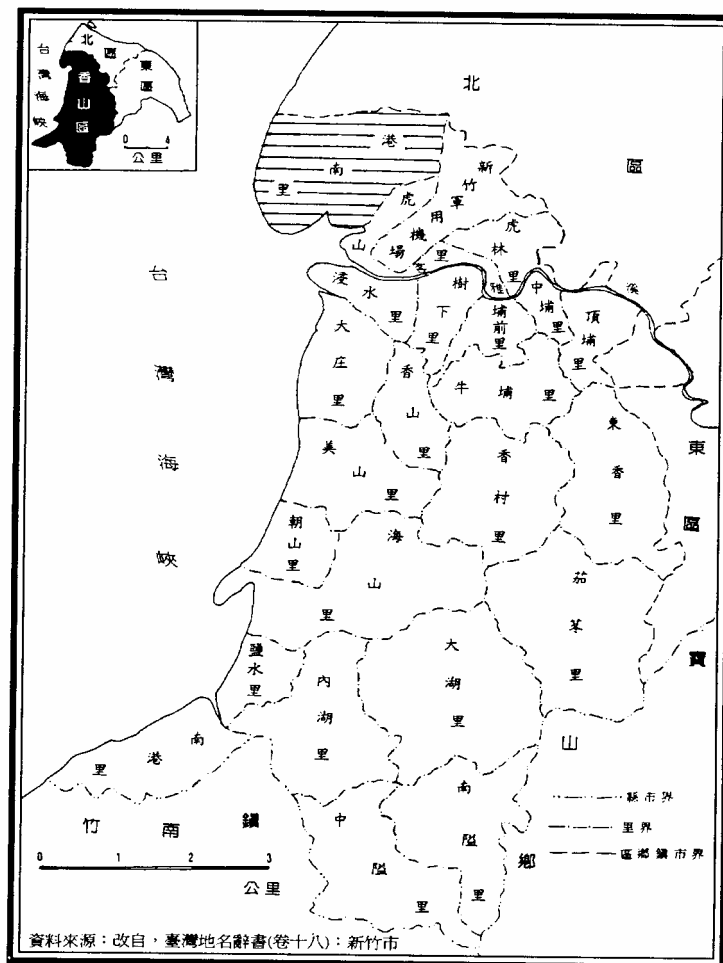 北區
東區
香山區
台灣海峽
0 4
公里
北區
港南里
新竹軍用機場
虎山里
虎林里
浸水里
樹下里
埔前里
中埔里
頂埔里
溪
大庄里
香山里
牛埔里
東香里
美山里
香村里
朝山里
海山里
茄苳里
鹽水里
內湖里
大湖里
南港里
中隘里
南隘里
台灣海峽
東區
寶山鄉
竹南鎮
縣市界
里界
區鄉鎮市界
0 1 2 3
公里
資料來源：改自，臺灣地名辭書(卷十八)：新竹市